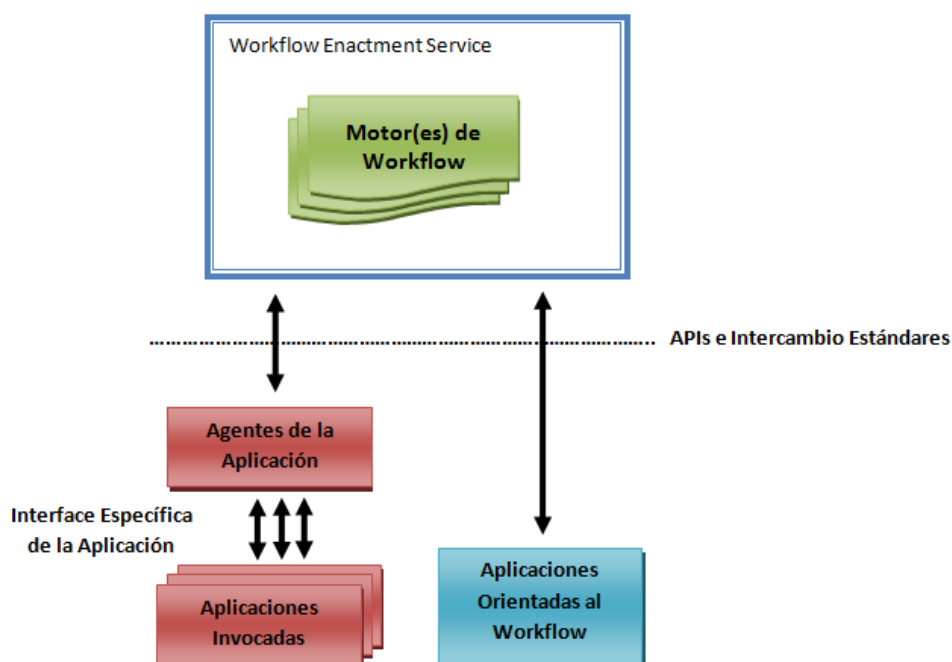 Workflow Enactment Service
Motor(es) de
Workflow
APIs e Intercambio Estándares
Agentes de la
Aplicación
Interface Específica
de la Aplicación
Aplicaciones
Invocadas
Aplicaciones
Orientadas al
Workflow